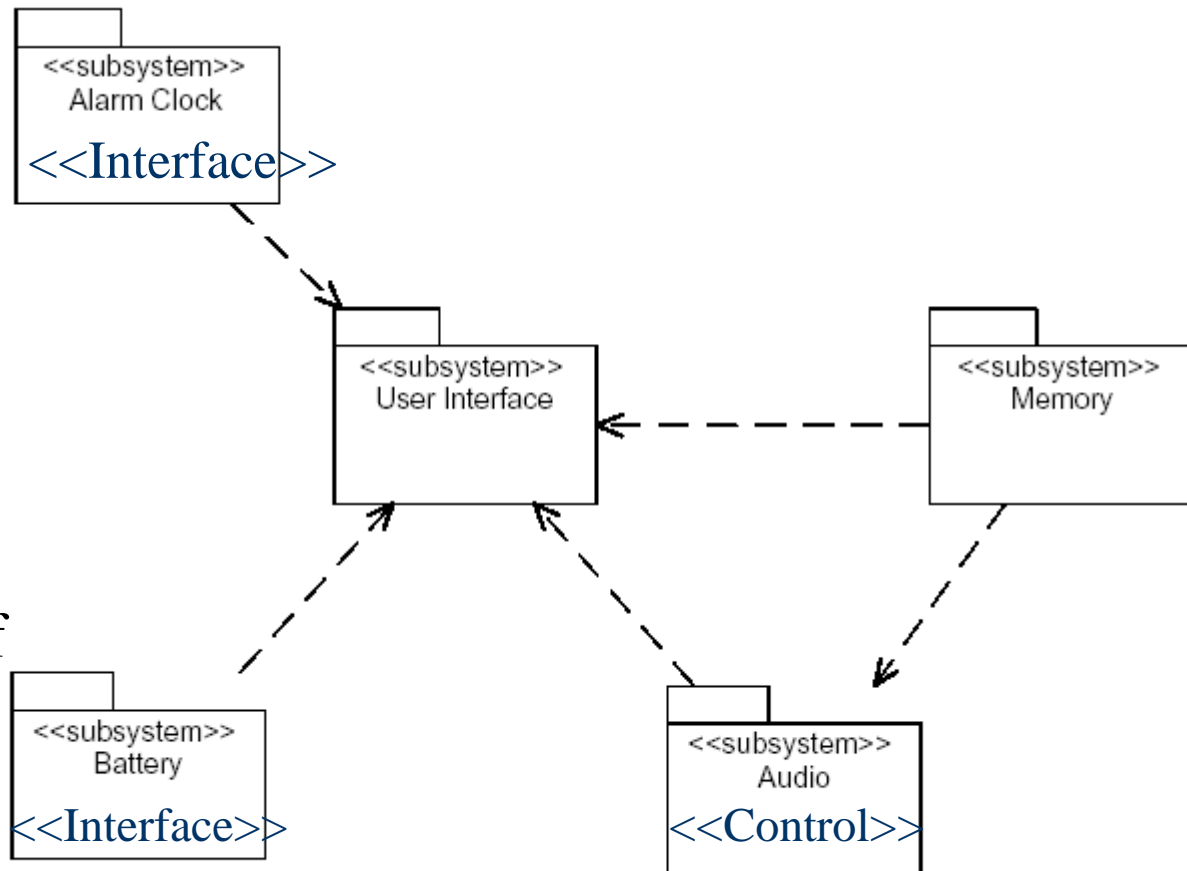 <<subsystem>>
Alarm Clock
<<Interface>>
<<subsystem>>
User Interface
<<subsystem>>
Memory
f
<<subsystem>>
Battery
<<Interface>>
<<subsystem>>
Audio
<<Control>>